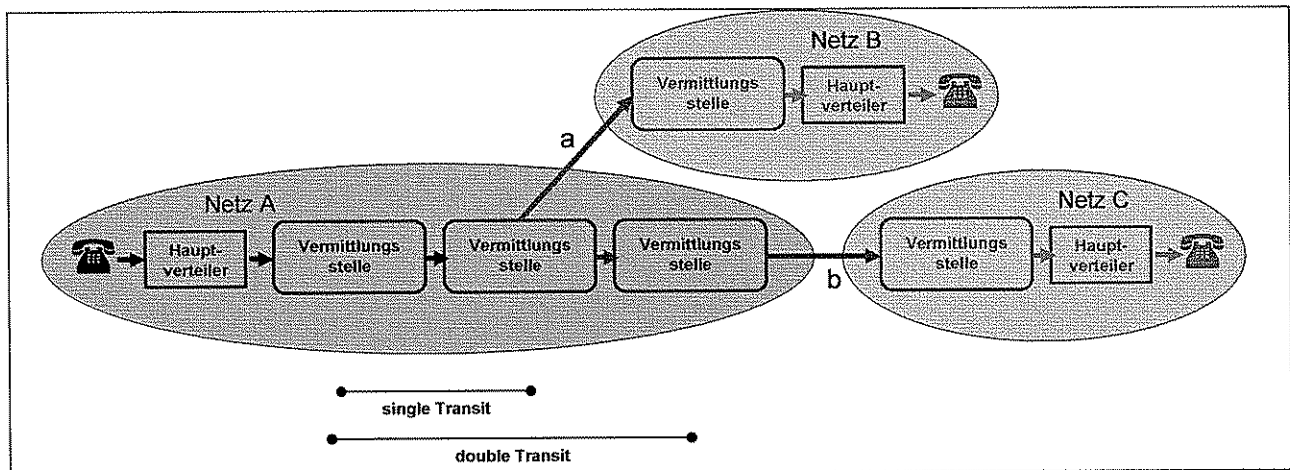 Netz B
Vermittlungs
stelle
Haupt-
verteiler
a
Netz A
Haupt-
verteiler
Vermittlungs
stelle
Vermittlungs
stelle
Vermittlungs
stelle
b
Netz C
Vermittlungs
stelle
Haupt-
verteiler
single Transit
double Transit